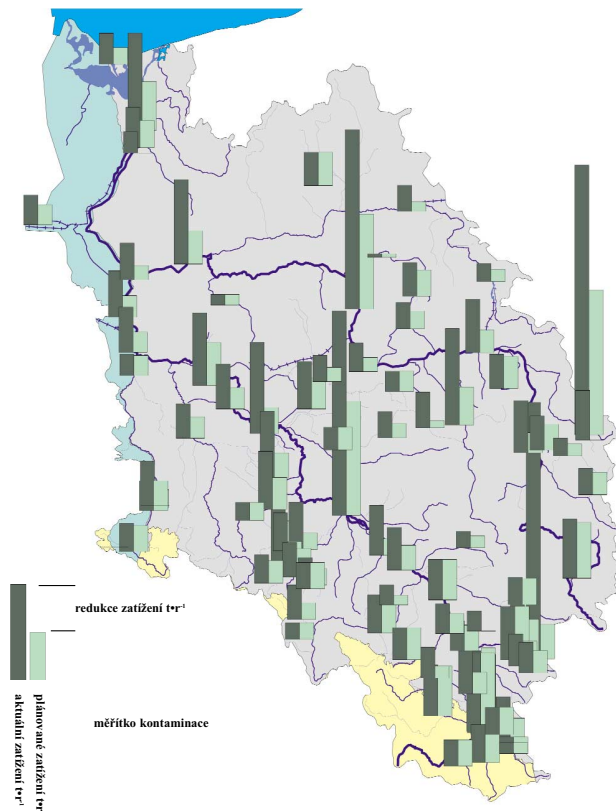 redukce zatížení t•r⁻¹
měřítko kontaminace
plánované zatížení t•r⁻¹
aktuální zatížení t•r⁻¹